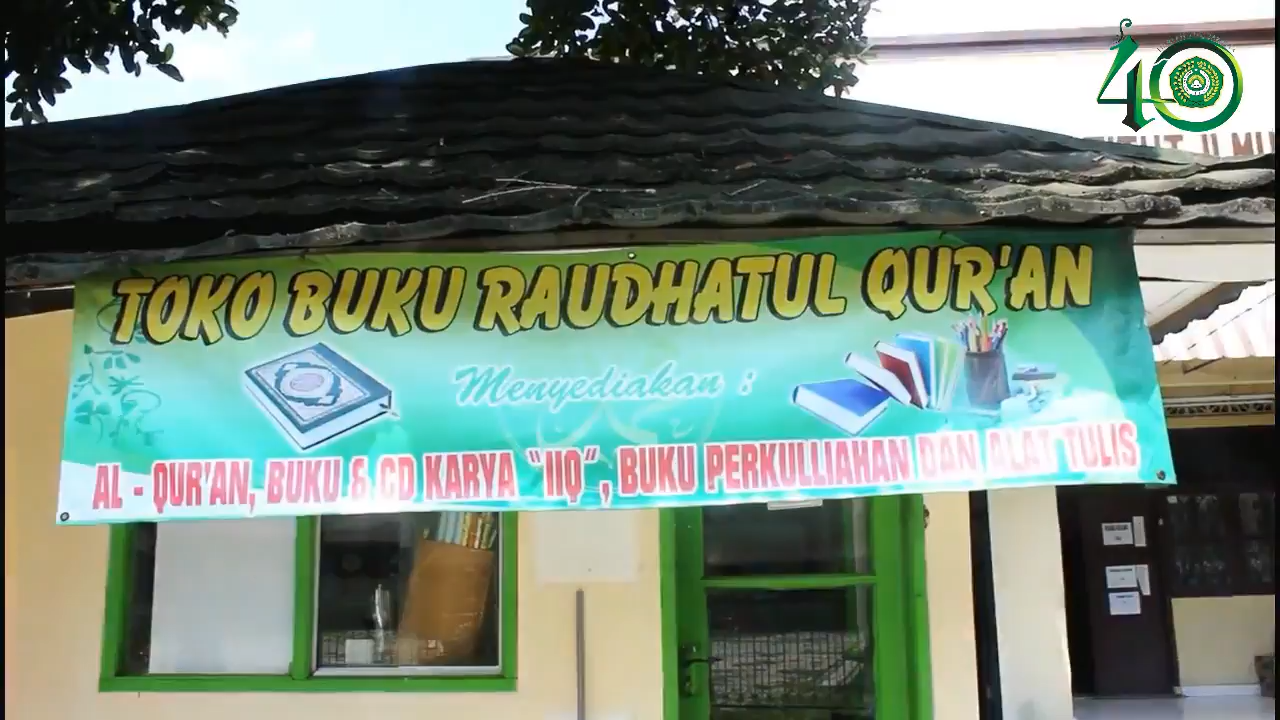 40
TOKO BUKU RAUDHATUL QUR'AN
Menyediakan :
AL - QUR'AN, BUKU & CD KARYA "IIQ", BUKU PERKULLIAHAN DAN ALAT TULIS